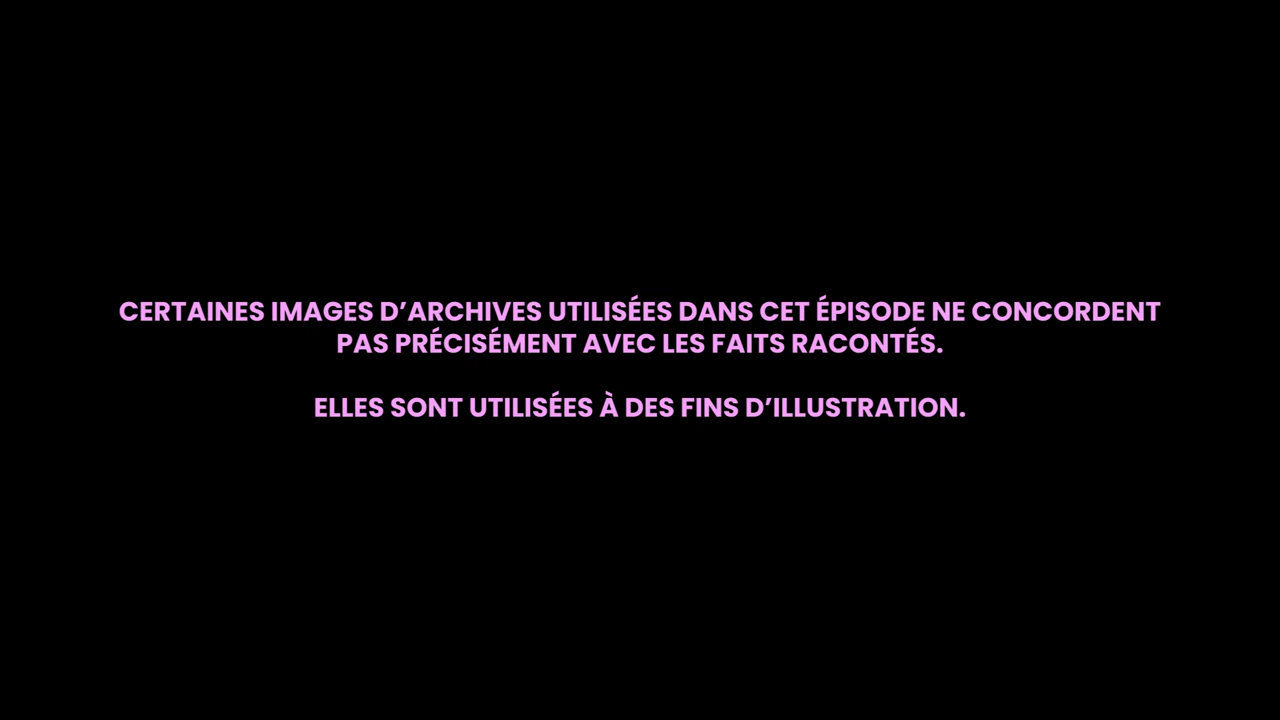 CERTAINES IMAGES D’ARCHIVES UTILISÉES DANS CET ÉPISODE NE CONCORDENT
PAS PRÉCISÉMENT AVEC LES FAITS RACONTÉS.
ELLES SONT UTILISÉES À DES FINS D’ILLUSTRATION.